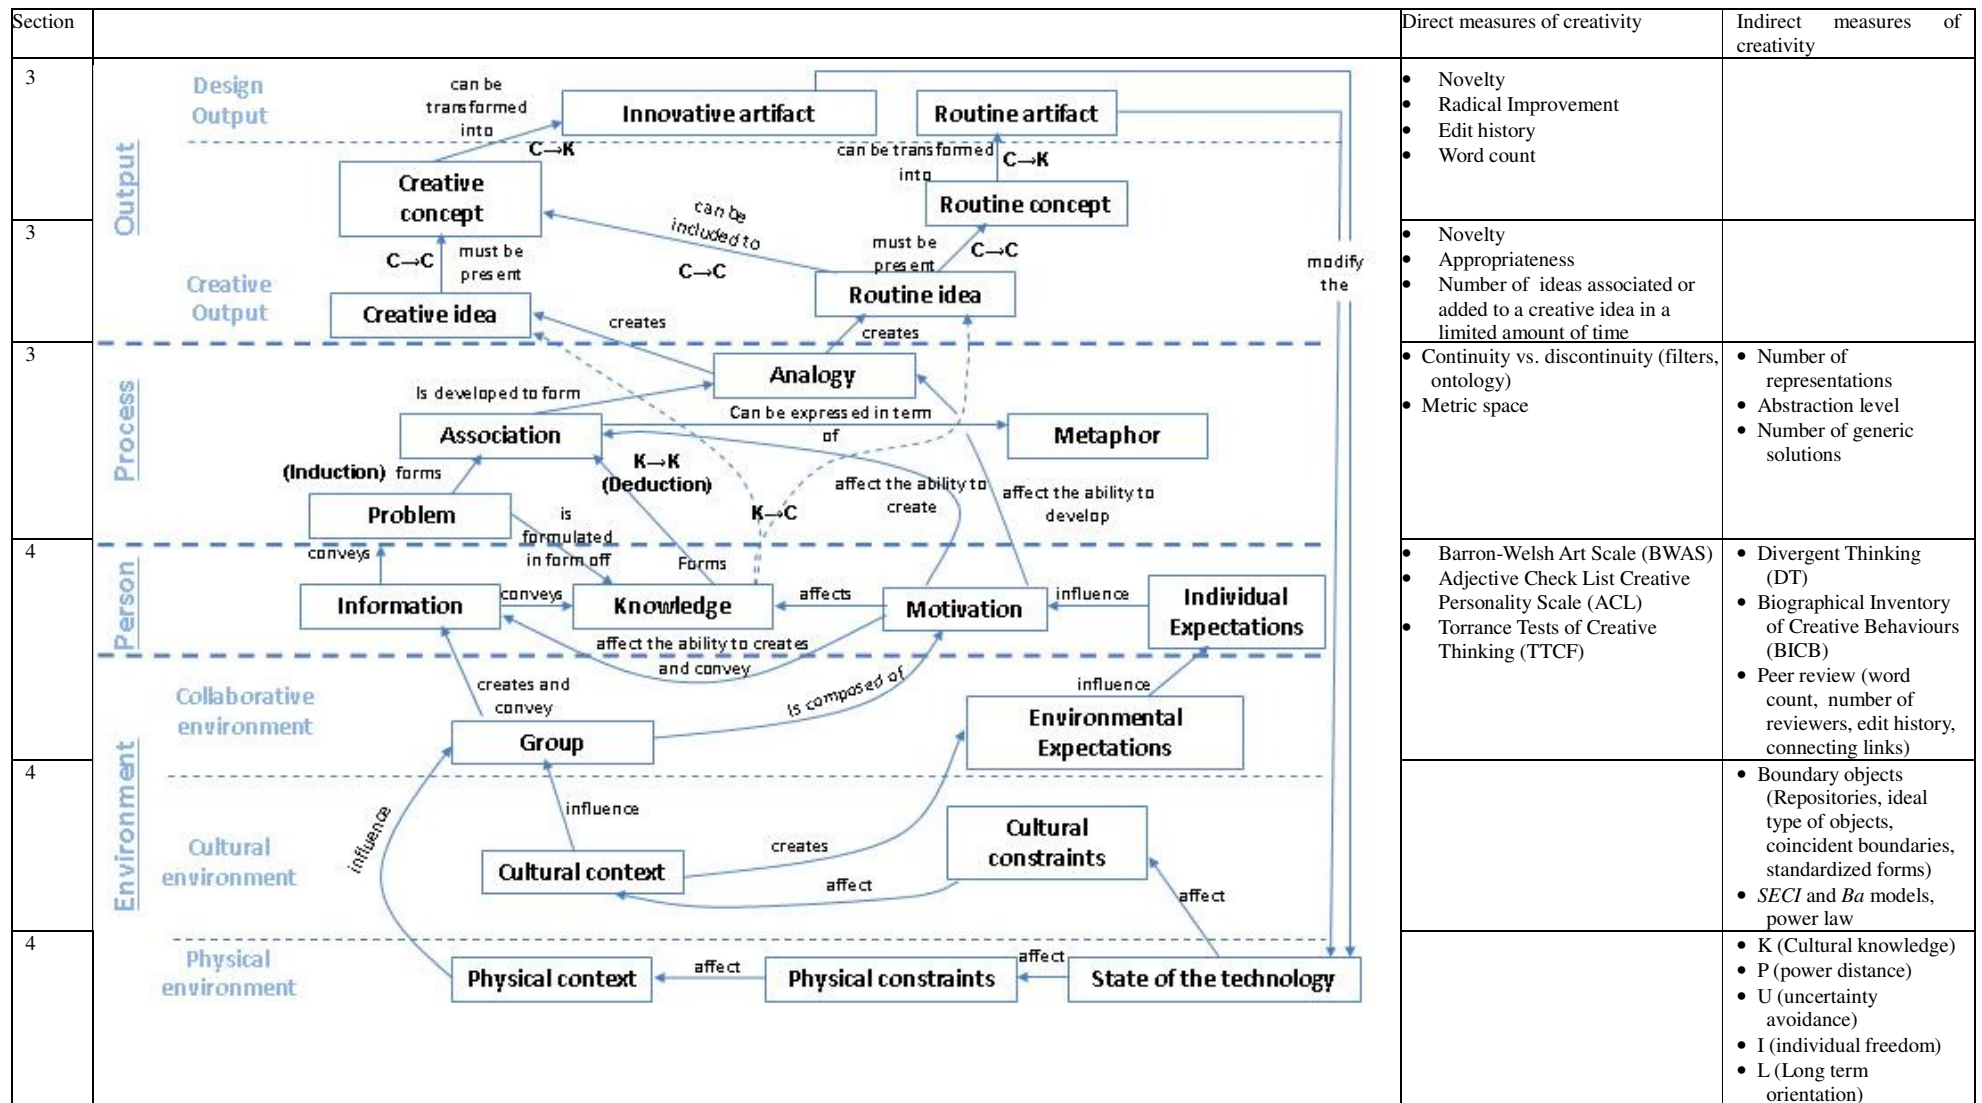 Section
Direct measures of creativity
Indirect measures of
creativity
3
Design
Output
can be
transformed
into
Innovative artifact
Routine artifact
C→K
can be transformed
into
C→K
Output
Creative
concept
Routine concept
can be
included to
C→C
must be
present
C→C
must be
present
C→C
modify
the
Creative
Output
Creative idea
Routine idea
creates
creates
Novelty
Radical Improvement
Edit history
Word count
3
Novelty
Appropriateness
Number of ideas associated or
added to a creative idea in a
limited amount of time
3
Process
Analogy
Is developed to form
Can be expressed in term
of
Association
Metaphor
(Induction) forms
K→K
(Deduction)
affect the ability to
create
affect the ability to
develop
Problem
is
formulated
in form off
K→C
conveys
Forms
Continuity vs. discontinuity (filters,
ontology)
Metric space
Number of
representations
Abstraction level
Number of generic
solutions
4
Person
Information
conveys
Knowledge
affects
Motivation
influence
Individual
Expectations
affect the ability to creates
and convey
Barron-Welsh Art Scale (BWAS)
Adjective Check List Creative
Personality Scale (ACL)
Torrance Tests of Creative
Thinking (TTCF)
Divergent Thinking
(DT)
Biographical Inventory
of Creative Behaviours
(BICB)
Peer review (word
count, number of
reviewers, edit history,
connecting links)
Environment
Collaborative
environment
creates and
convey
is composed of
influence
Group
Environmental
Expectations
4
influence
influence
Cultural
environment
Cultural context
creates
Cultural
constraints
affect
affect
Boundary objects
(Repositories, ideal
type of objects,
coincident boundaries,
standardized forms)
SECI and Ba models,
power law
4
Physical
environment
Physical context
affect
Physical constraints
affect
State of the technology
K (Cultural knowledge)
P (power distance)
U (uncertainty
avoidance)
I (individual freedom)
L (Long term
orientation)